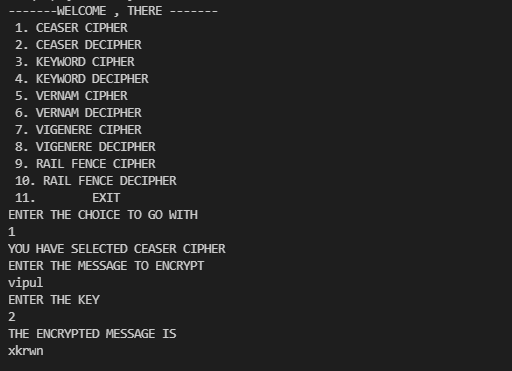 -------WELCOME , THERE -------
1. CEASER CIPHER
2. CEASER DECIPHER
3. KEYWORD CIPHER
4. KEYWORD DECIPHER
5. VERNAM CIPHER
6. VERNAM DECIPHER
7. VIGENERE CIPHER
8. VIGENERE DECIPHER
9. RAIL FENCE CIPHER
10. RAIL FENCE DECIPHER
11.        EXIT
ENTER THE CHOICE TO GO WITH
1
YOU HAVE SELECTED CEASER CIPHER
ENTER THE MESSAGE TO ENCRYPT
vipul
ENTER THE KEY
2
THE ENCRYPTED MESSAGE IS
xkrwn